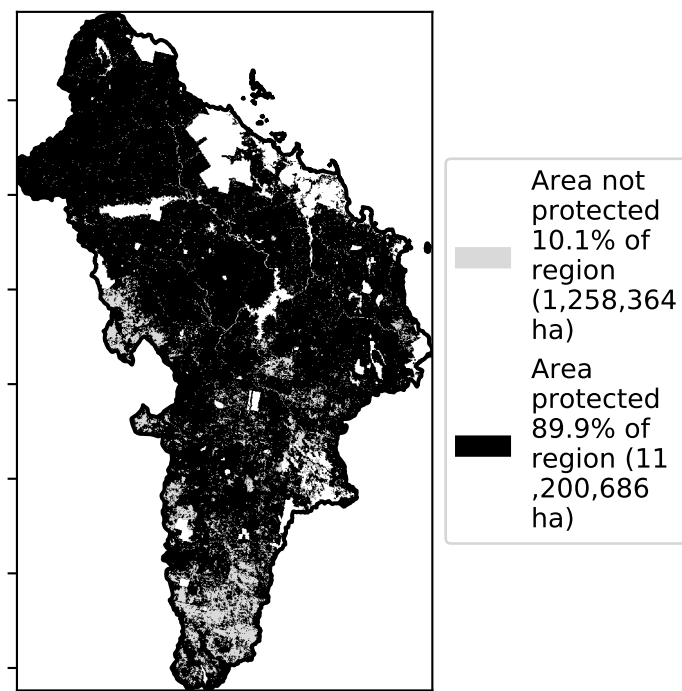 Area not
protected
10.1% of
region
(1,258,364
ha)
Area
protected
89.9% of
region (11
,200,686
ha)